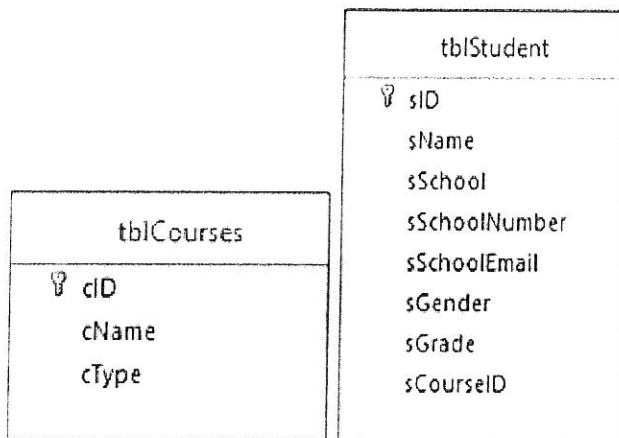 tblStudent
sID
sName
sSchool
sSchoolNumber
sSchoolEmail
sGender
sGrade
sCourseID
tblCourses
cID
cName
cType